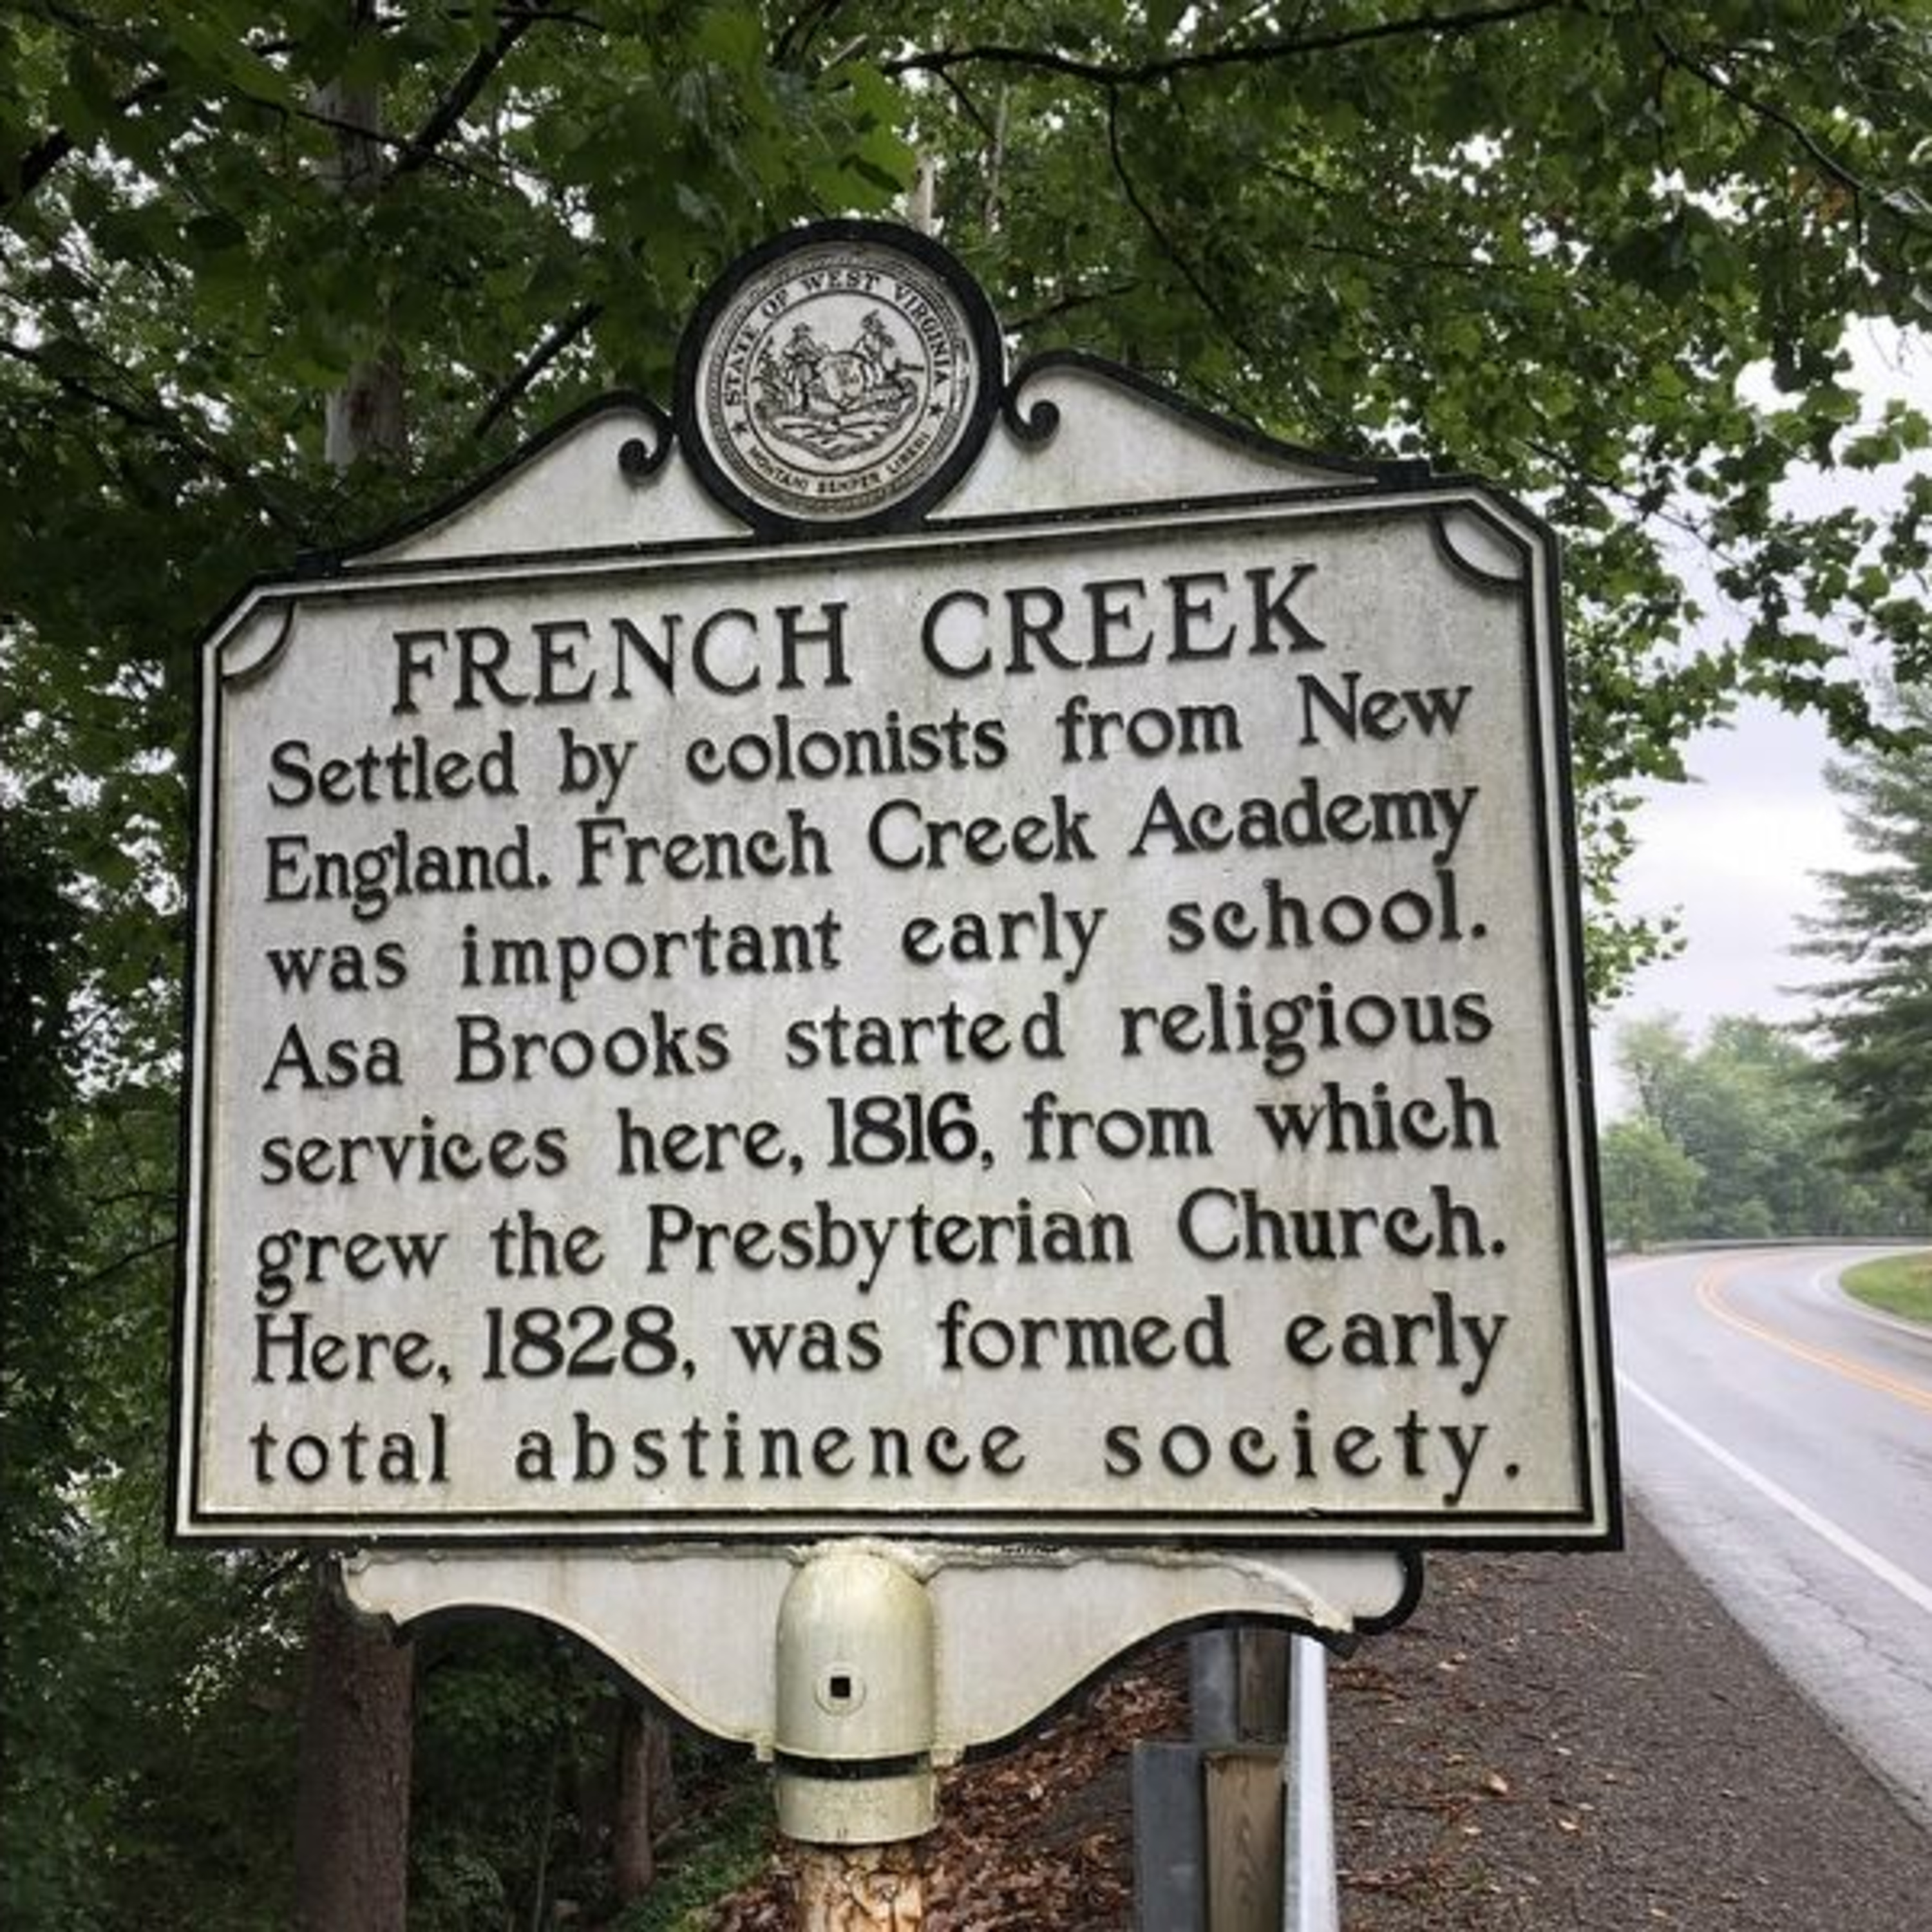 STATE OF WEST VIRGINIA
MONTANI SEMPER LIBERI
FRENCH CREEK
Settled by colonists from New
England. French Creek Academy
was important early school.
Asa Brooks started religious
services here, 1816, from which
grew the Presbyterian Church.
Here, 1828, was formed early
total abstinence society.